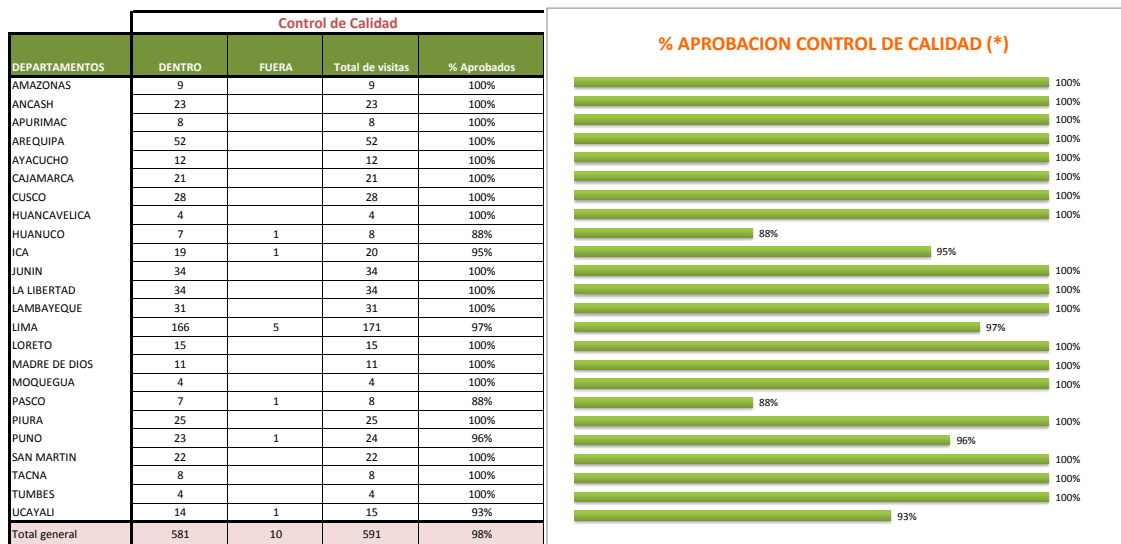 Control de Calidad
DEPARTAMENTOS DENTRO FUERA Total de visitas % Aprobados
AMAZONAS 9 9 100%
ANCASH 23 23 100%
APURIMAC 8 8 100%
AREQUIPA 52 52 100%
AYACUCHO 12 12 100%
CAJAMARCA 21 21 100%
CUSCO 28 28 100%
HUANCAVELICA 4 4 100%
HUANUCO 7 1 8 88%
ICA 19 1 20 95%
JUNIN 34 34 100%
LA LIBERTAD 34 34 100%
LAMBAYEQUE 31 31 100%
LIMA 166 5 171 97%
LORETO 15 15 100%
MADRE DE DIOS 11 11 100%
MOQUEGUA 4 4 100%
PASCO 7 1 8 88%
PIURA 25 25 100%
PUNO 23 1 24 96%
SAN MARTIN 22 22 100%
TACNA 8 8 100%
TUMBES 4 4 100%
UCAYALI 14 1 15 93%
Total general 581 10 591 98%
% APROBACION CONTROL DE CALIDAD (*)
100%
100%
100%
100%
100%
100%
100%
100%
88%
95%
100%
100%
100%
97%
100%
100%
100%
88%
100%
96%
100%
100%
100%
93%